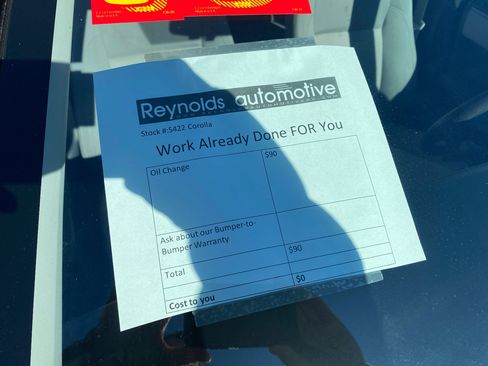 Reynolds automotive
Stock #:5422 Corolla
Work Already Done FOR You
Oil Change $90
Ask about our Bumper-to-
Bumper Warranty
Total $90
Cost to you $0